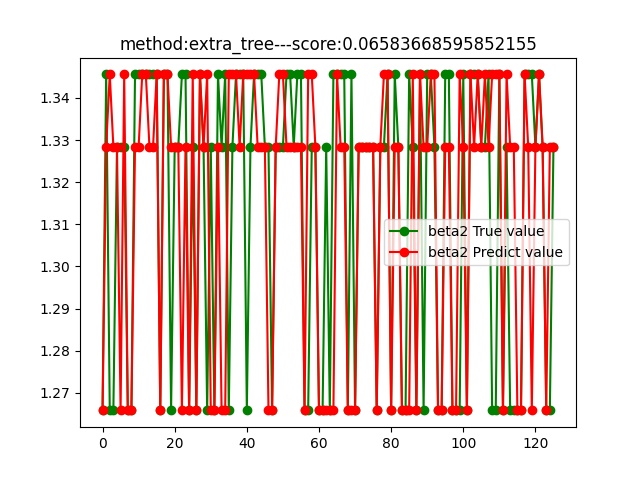 method:extra_tree---score:0.06583668595852155
1.34
1.33
1.32
1.31
1.30
1.29
1.28
1.27
beta2 True value
beta2 Predict value
0 20 40 60 80 100 120